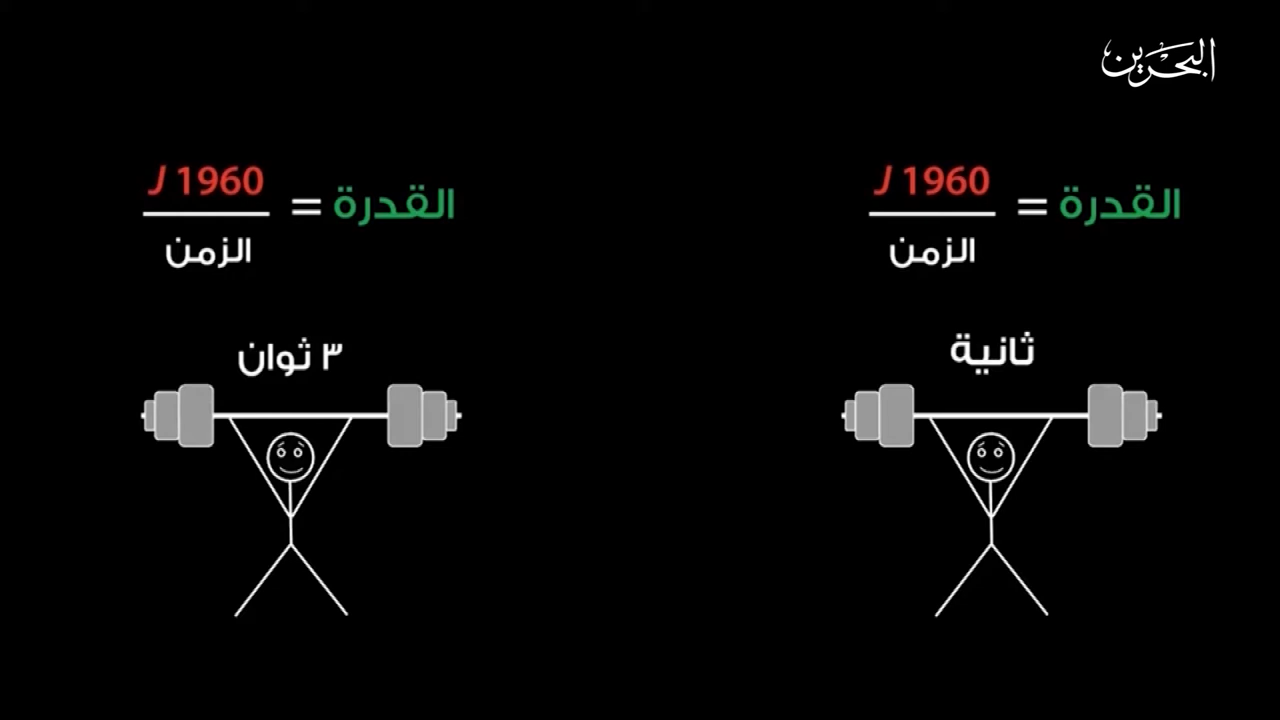 البحرين
القدرة = 1960 J
الزمن
ثانية
القدرة = 1960 J
الزمن
٣ ثوان